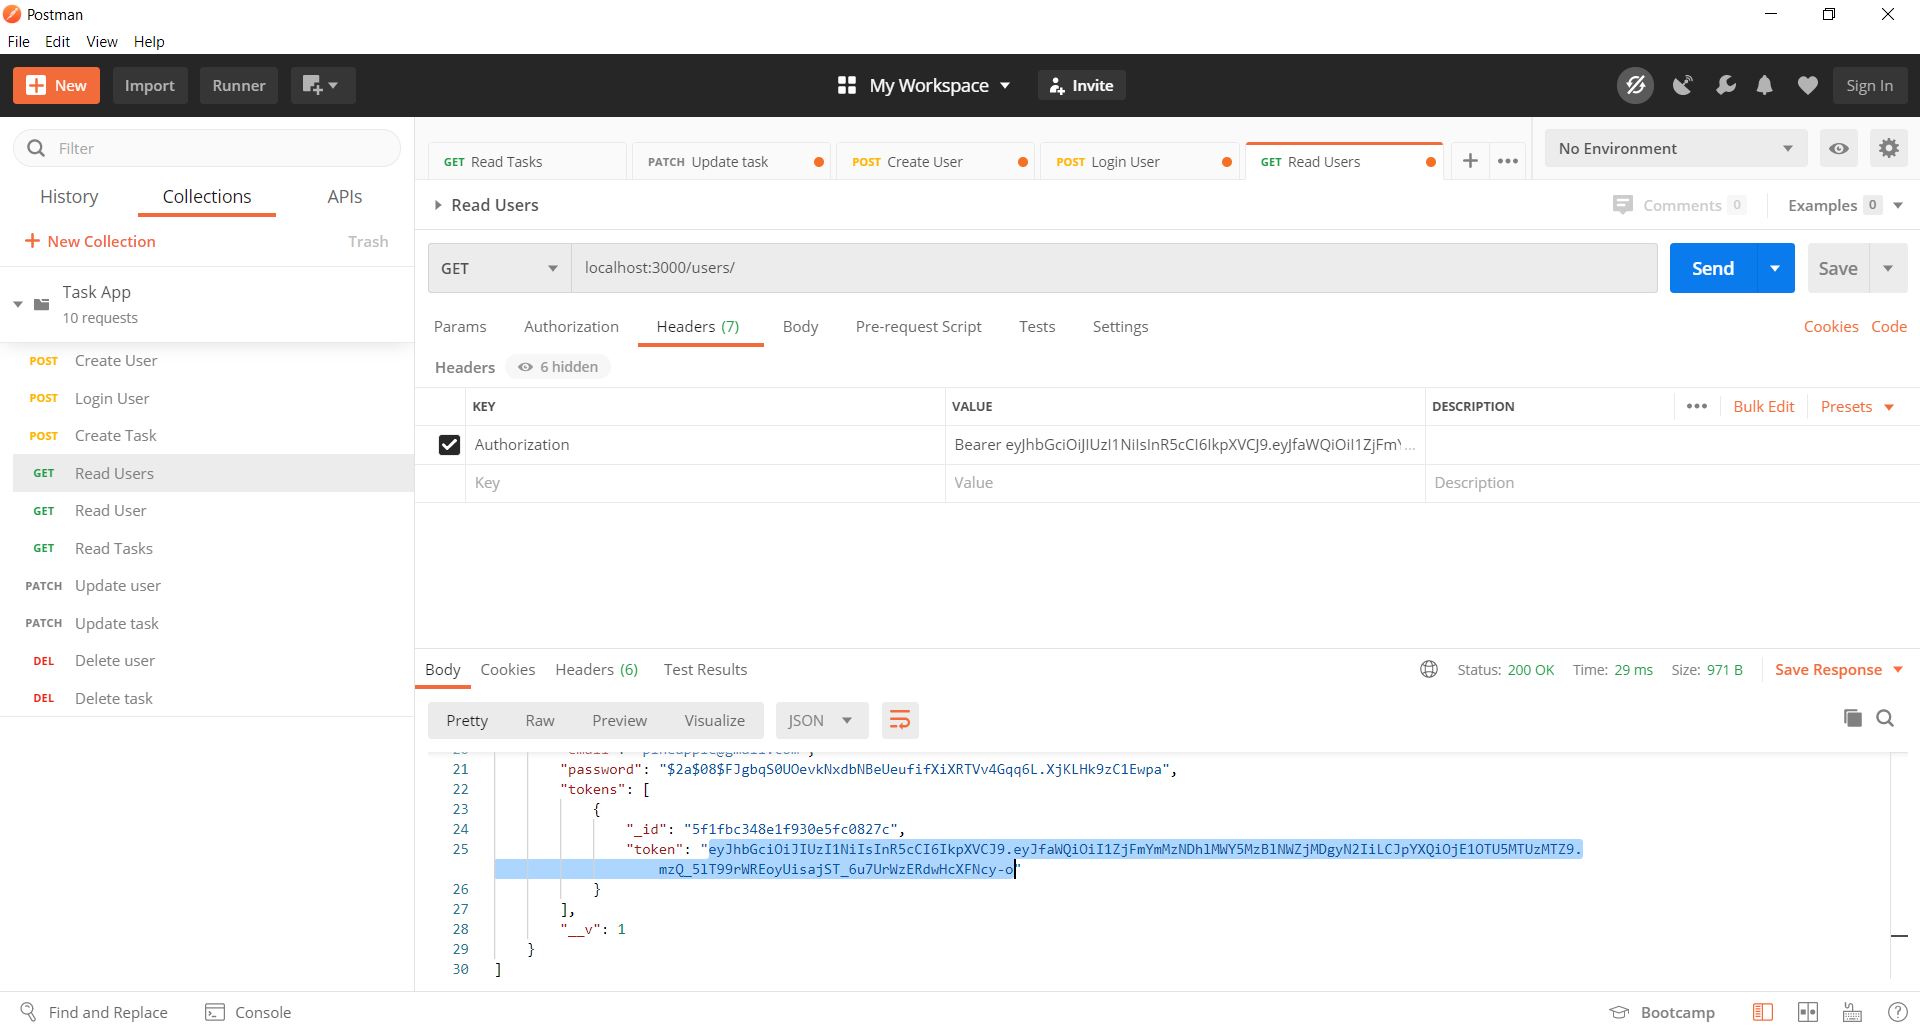 Postman
File Edit View Help
New Import Runner My Workspace Invite Sign In
Filter
History Collections APIs
New Collection Trash
Task App
10 requests
POST Create User
POST Login User
POST Create Task
GET Read Users
GET Read User
GET Read Tasks
PATCH Update user
PATCH Update task
DEL Delete user
DEL Delete task
GET Read Tasks PATCH Update task POST Create User POST Login User GET Read Users No Environment
Read Users Comments 0 Examples 0
GET localhost:3000/users/ Send Save
Params Authorization Headers (7) Body Pre-request Script Tests Settings Cookies Code
Headers 6 hidden
KEY VALUE DESCRIPTION Bulk Edit Presets
Authorization Bearer eyJhbGciOiJIUzI1NiIsInR5cCI6IkpXVCJ9.eyJfaWQiOiI1ZjFmY ...
Key Value Description
Body Cookies Headers (6) Test Results Status: 200 OK Time: 29 ms Size: 971 B Save Response
Pretty Raw Preview Visualize JSON
20 "email": "pineapple@gmail.com",
21 "password": "$2a$08$FJgbqS0UOevkNxdbNBeUeufifXiXRTVv4Gqq6L.XjKLHk9zC1Ewpa",
22 "tokens": [
23 {
24 "_id": "5f1fbc348e1f930e5fc0827c",
25 "token": "eyJhbGciOiJIUzI1NiIsInR5cCI6IkpXVCJ9.eyJfaWQiOiI1ZjFmYmMzNDhlMWY5MzBlNWZjMDgyN2IiLCJpYXQiOjE1OTU5MTUzMTZ9.
mzQ_5lT99rWREoyUisajST_6u7UrWzERdwHcXFNcy-o"
26 }
27 ],
28 "__v": 1
29 }
30 ]
Find and Replace Console Bootcamp